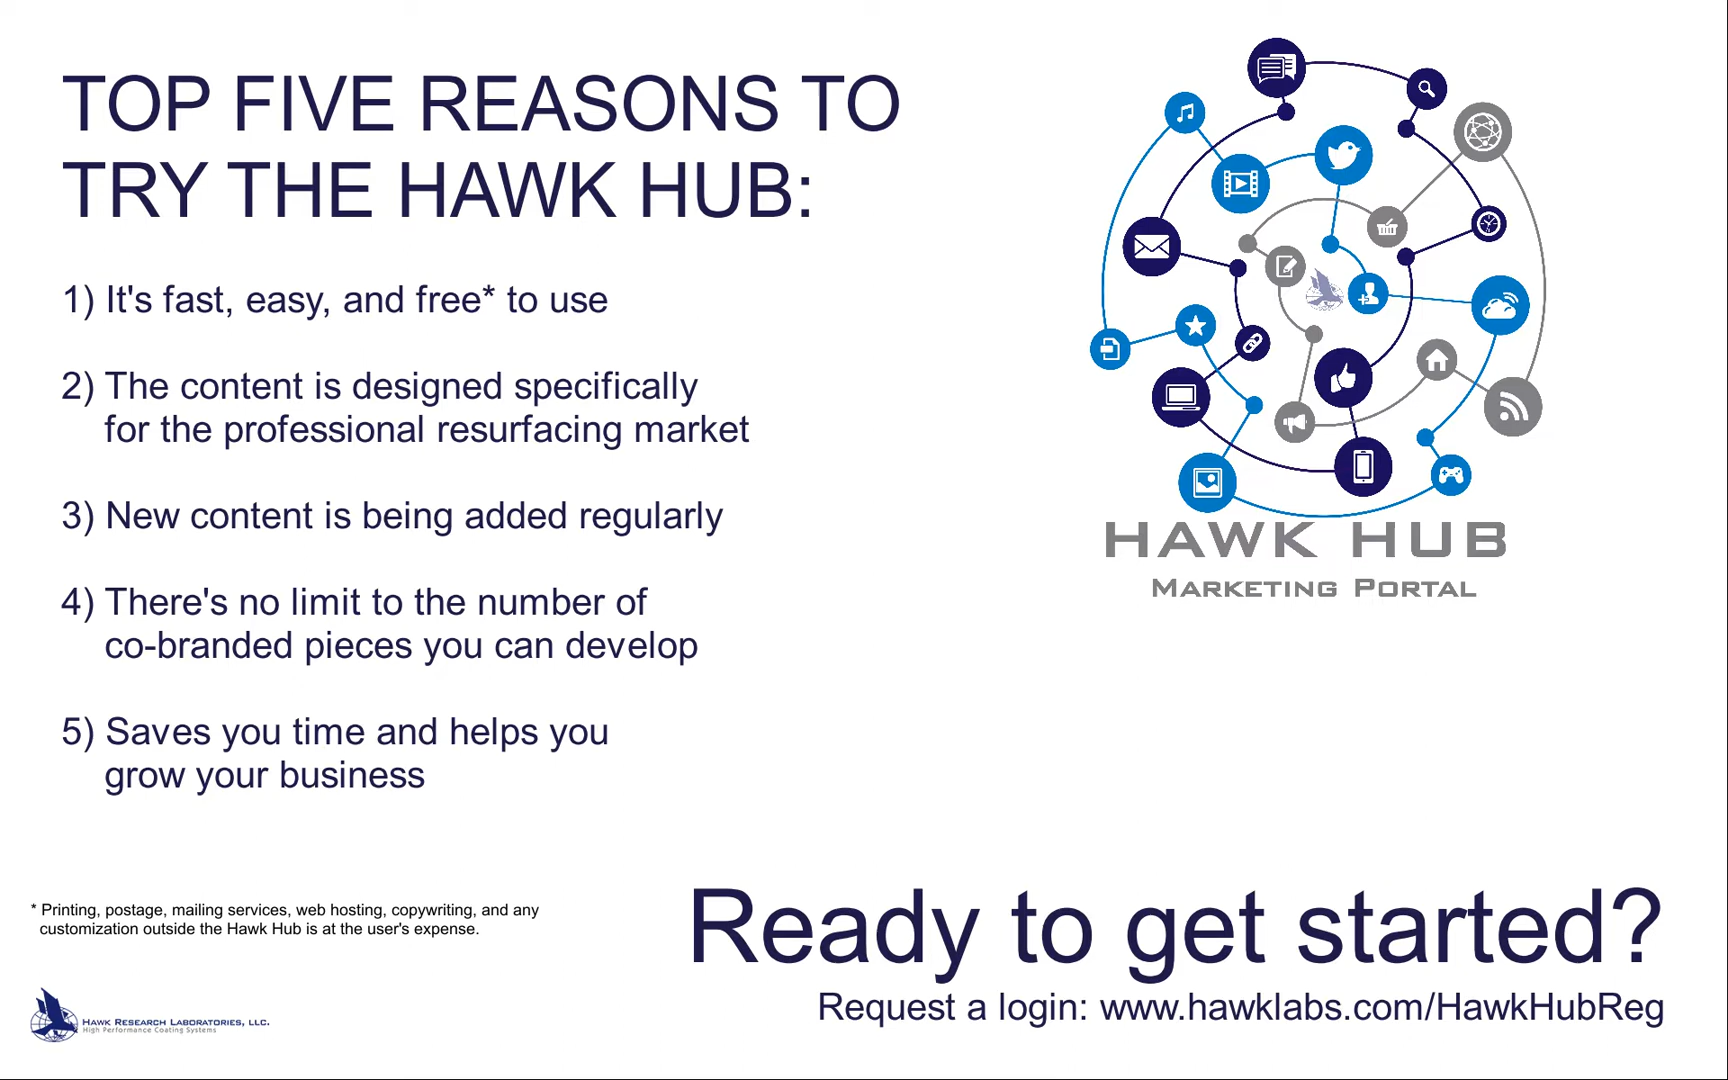 TOP FIVE REASONS TO
TRY THE HAWK HUB:
1) It's fast, easy, and free* to use
2) The content is designed specifically
for the professional resurfacing market
3) New content is being added regularly
4) There's no limit to the number of
co-branded pieces you can develop
5) Saves you time and helps you
grow your business
HAWK HUB
MARKETING PORTAL
* Printing, postage, mailing services, web hosting, copywriting, and any
customization outside the Hawk Hub is at the user's expense.
Ready to get started?
Request a login: www.hawklabs.com/HawkHubReg
HAWK RESEARCH LABORATORIES, LLC.
High Performance Coating Systems